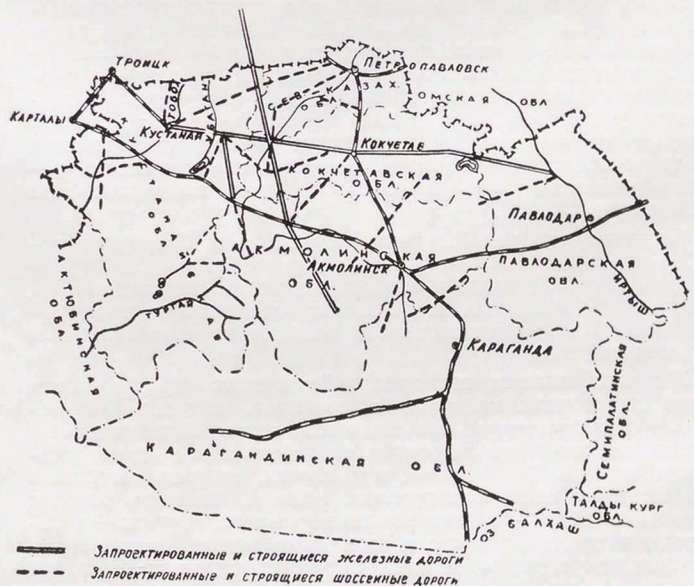 ТРОИЦК
ПЕТРОПАВЛОВСК
КАРТАЛЫ
ТОБОЛ
СЕВ. КАЗАХ.
ОБЛ.
ОМСКАЯ ОБЛ
КУСТАНАЙ
КОКЧЕТАВ
КОКЧЕТАВСКАЯ
ОБЛ.
ПАВЛОДАР
АКМОЛИНСКАЯ
ОБЛ.
АКМОЛИНСК
ПАВЛОДАРСКАЯ
ОБЛ.
ИРТЫШ
АКТЮБИНСКАЯ
ОБЛ
ТУРГАЯ
КАРАГАНДА
СЕМИПАЛАТИНСКАЯ
ОБЛ.
КАРАГАНДИНСКАЯ ОБЛ.
ТАЛДЫ КУРГ
ОБЛ.
ОЗ БАЛХАШ
ЗАПРОЕКТИРОВАННЫЕ И СТРОЯЩИЕСЯ ЖЕЛЕЗНЫЕ ДОРОГИ
ЗАПРОЕКТИРОВАННЫЕ И СТРОЯЩИЕСЯ ШОССЕЙНЫЕ ДОРОГИ